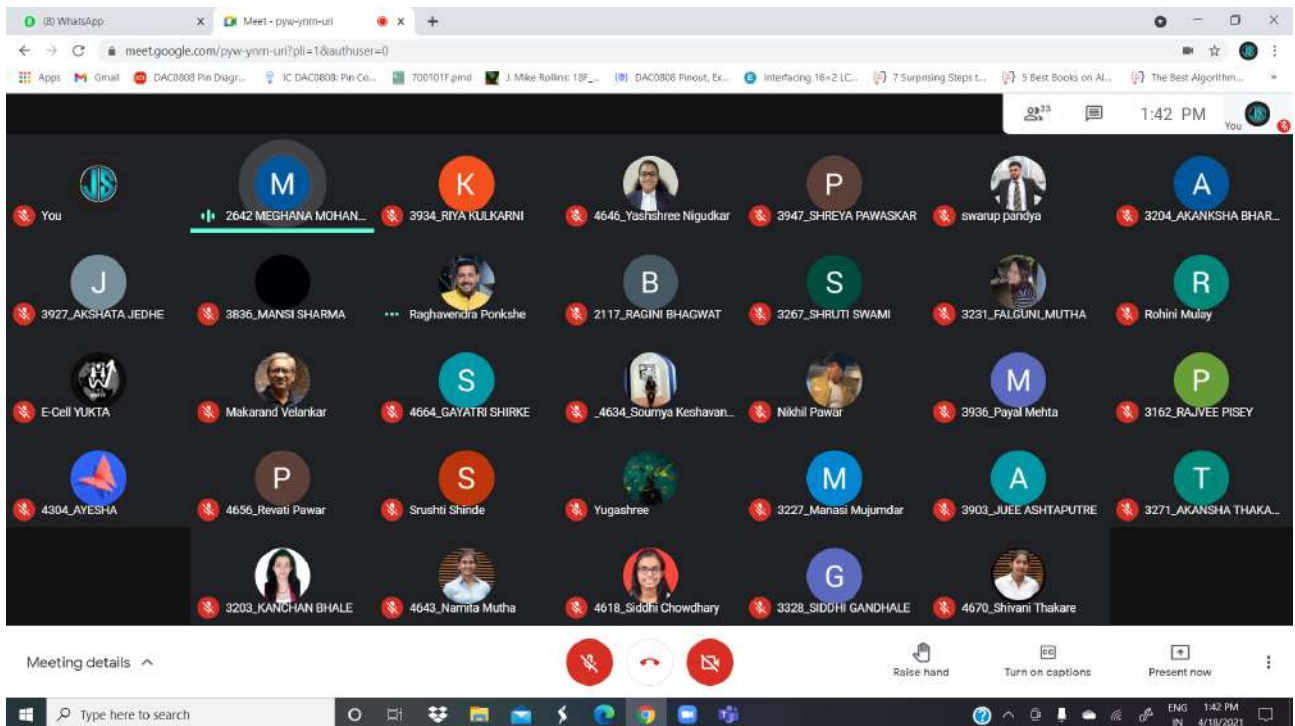 (8) WhatsApp
Meet - pyw-ynrn-uri
meet.google.com/pyw-ynrn-uri?pli=1&authuser=0
Apps
Gmail
DAC0808 Pin Diagr...
IC DAC0808: Pin Co...
700101F.pmd
J. Mike Rollins: 18F_...
DAC0808 Pinout, Ex...
Interfacing 16×2 LC...
7 Surprising Steps t...
5 Best Books on Al...
The Best Algorithm...
33
1:42 PM
You
JS
You
M
2642 MEGHANA MOHAN...
K
3934_RIYA KULKARNI
4646_Yashshree Nigudkar
P
3947_SHREYA PAWASKAR
swarup pandya
A
3204_AKANKSHA BHAR...
J
3927_AKSHATA JEDHE
3836_MANSI SHARMA
Raghavendra Ponkshe
B
2117_RAGINI BHAGWAT
S
3267_SHRUTI SWAMI
3231_FALGUNI_MUTHA
R
Rohini Mulay
E-Cell YUKTA
Makarand Velankar
S
4664_GAYATRI SHIRKE
_4634_Soumya Keshavan...
Nikhil Pawar
M
3936_Payal Mehta
P
3162_RAJVEE PISEY
4304_AYESHA
P
4656_Revati Pawar
S
Srushti Shinde
Yugashree
M
3227_Manasi Mujumdar
A
3903_JUEE ASHTAPUTRE
T
3271_AKANSHA THAKA...
3203_KANCHAN BHALE
4643_Namita Mutha
4618_Siddhi Chowdhary
G
3328_SIDDHI GANDHALE
4670_Shivani Thakare
Meeting details
Raise hand
CC
Turn on captions
Present now
Type here to search
ENG
IN
1:42 PM
4/18/2021